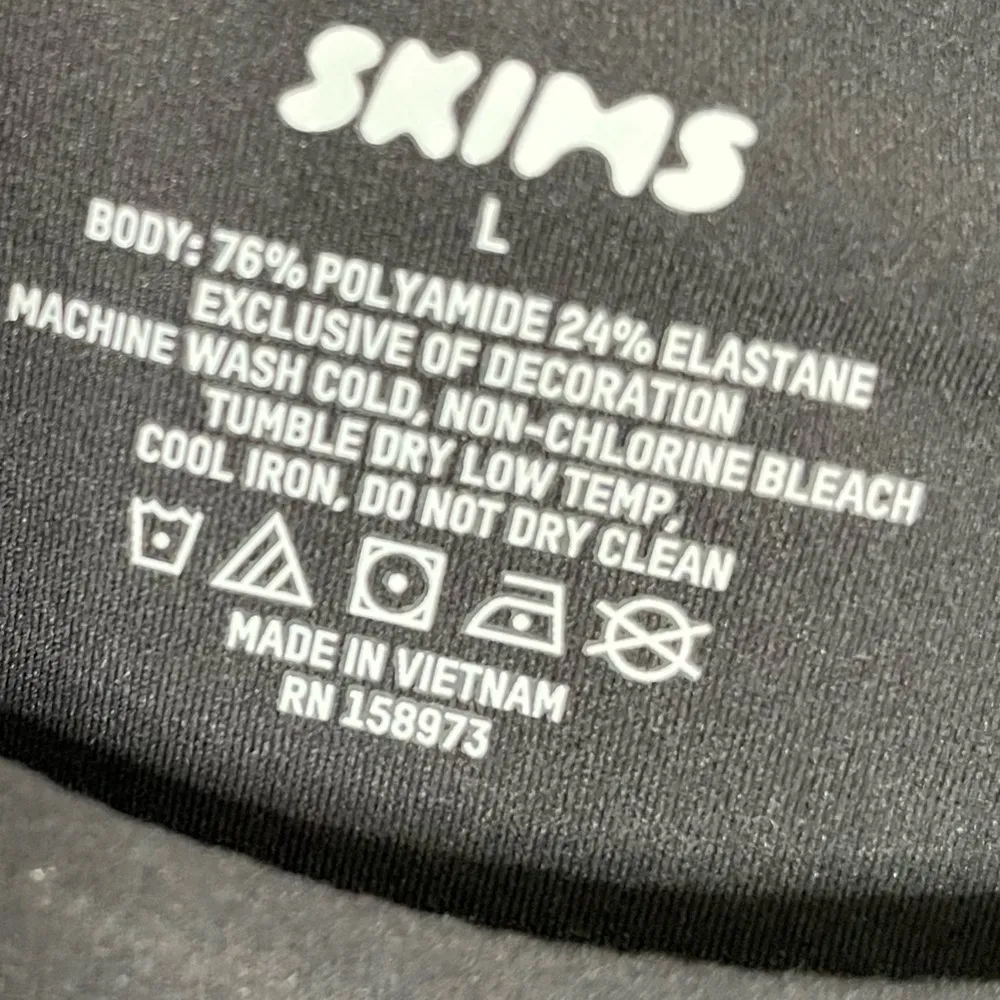 SKIMS
L
BODY: 76% POLYAMIDE 24% ELASTANE
EXCLUSIVE OF DECORATION
MACHINE WASH COLD, NON-CHLORINE BLEACH
TUMBLE DRY LOW TEMP,
COOL IRON, DO NOT DRY CLEAN
MADE IN VIETNAM
RN 158973